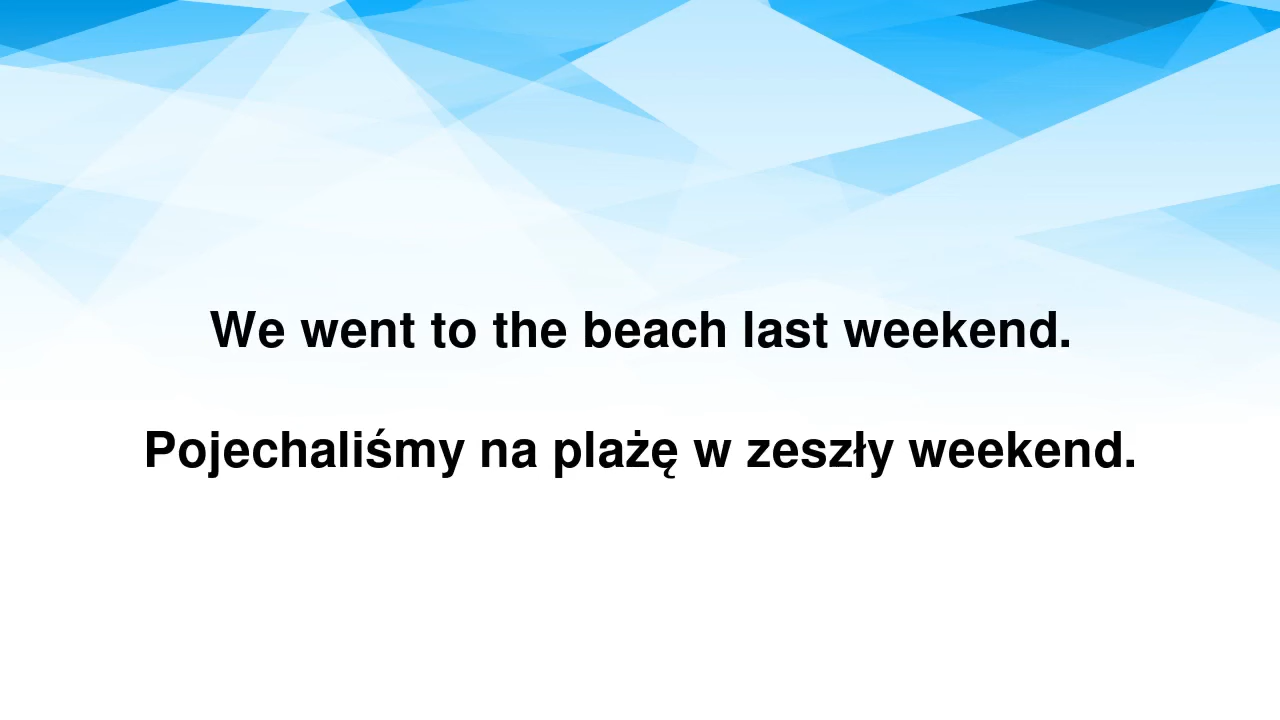 We went to the beach last weekend.
Pojechaliśmy na plażę w zeszły weekend.